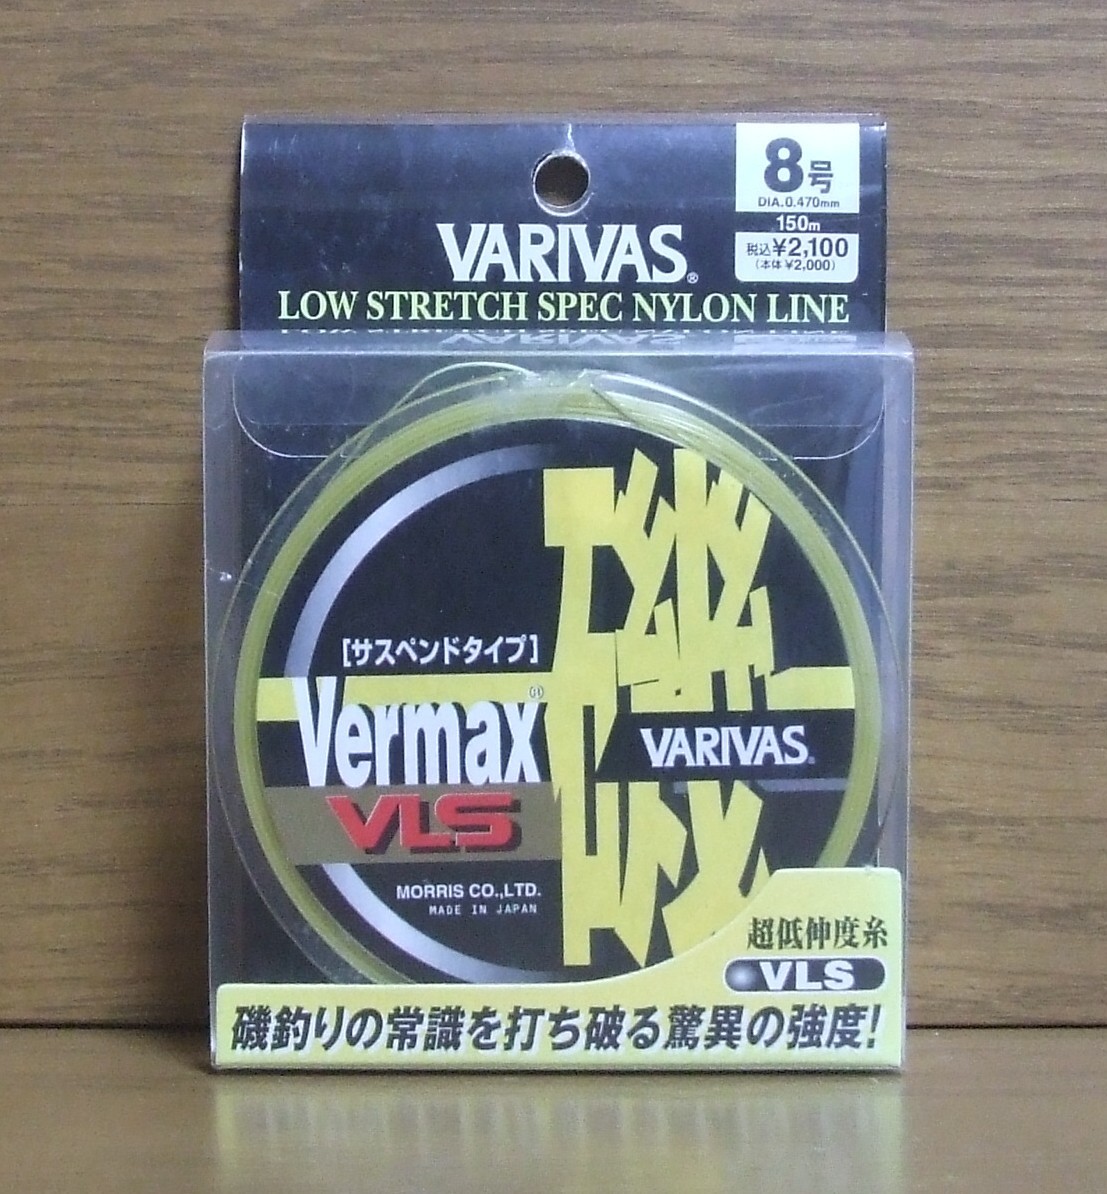 8号
DIA.0.470mm
150m
税込¥2,100
(本体¥2,000)
VARIVAS®
LOW STRETCH SPEC NYLON LINE
[サスペンドタイプ]
Vermax®
VLS
VARIVAS®
MORRIS CO.,LTD.
MADE IN JAPAN
超低伸度糸
VLS
磯釣りの常識を打ち破る驚異の強度!